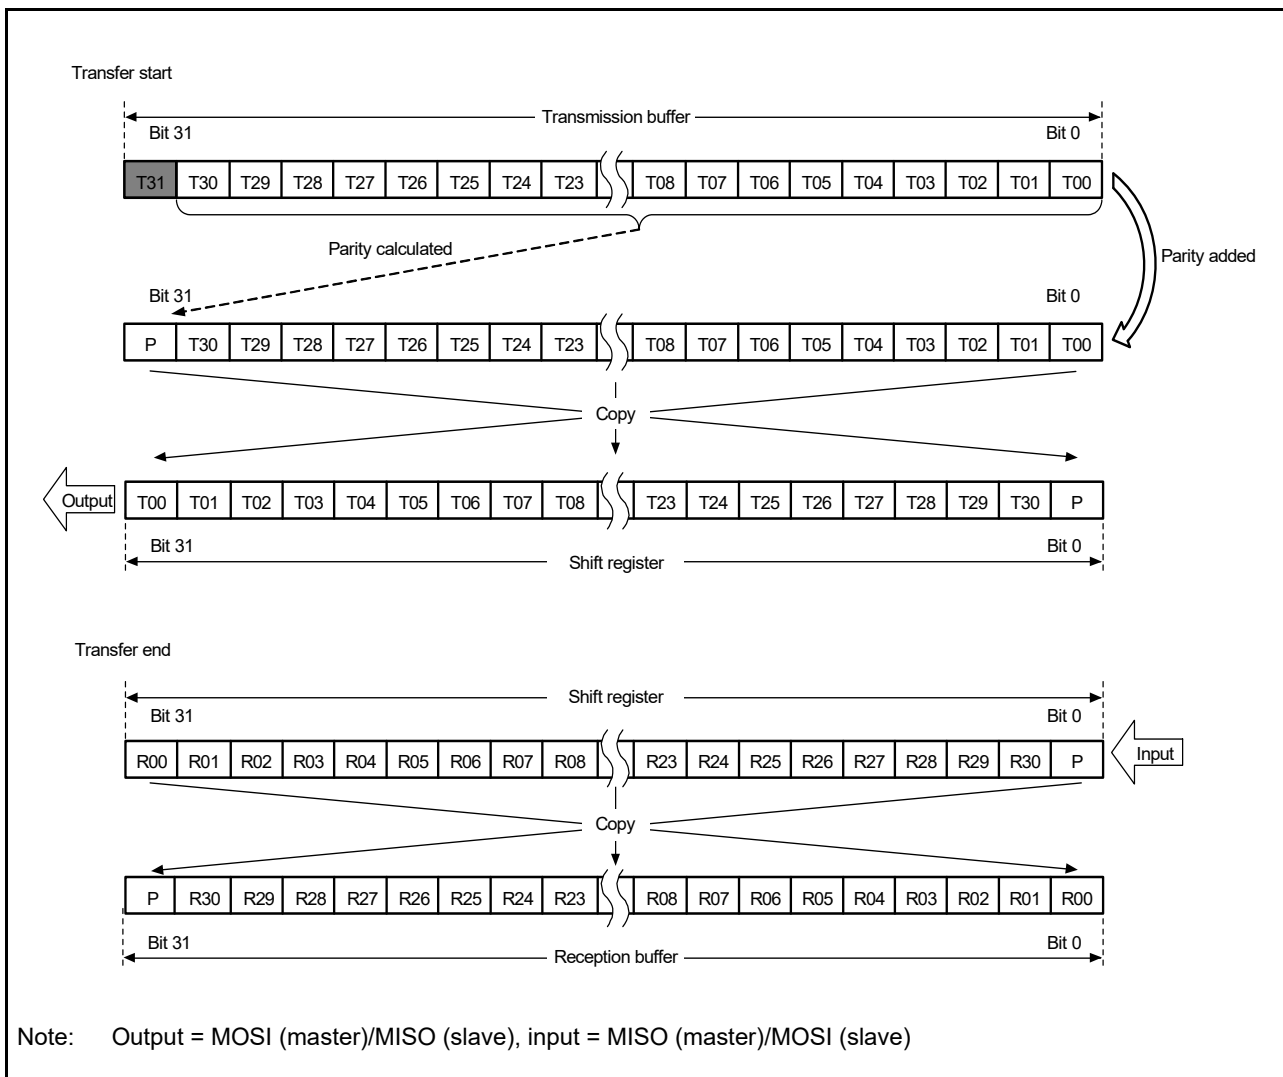 Transfer start
Transmission buffer
Bit 31 Bit 0
T31 T30 T29 T28 T27 T26 T25 T24 T23 T08 T07 T06 T05 T04 T03 T02 T01 T00
Parity calculated
Parity added
Bit 31 Bit 0
P T30 T29 T28 T27 T26 T25 T24 T23 T08 T07 T06 T05 T04 T03 T02 T01 T00
Copy
Output T00 T01 T02 T03 T04 T05 T06 T07 T08 T23 T24 T25 T26 T27 T28 T29 T30 P
Bit 31 Bit 0
Shift register
Transfer end
Shift register
Bit 31 Bit 0
R00 R01 R02 R03 R04 R05 R06 R07 R08 R23 R24 R25 R26 R27 R28 R29 R30 P Input
Copy
P R30 R29 R28 R27 R26 R25 R24 R23 R08 R07 R06 R05 R04 R03 R02 R01 R00
Bit 31 Bit 0
Reception buffer
Note: Output = MOSI (master)/MISO (slave), input = MISO (master)/MOSI (slave)